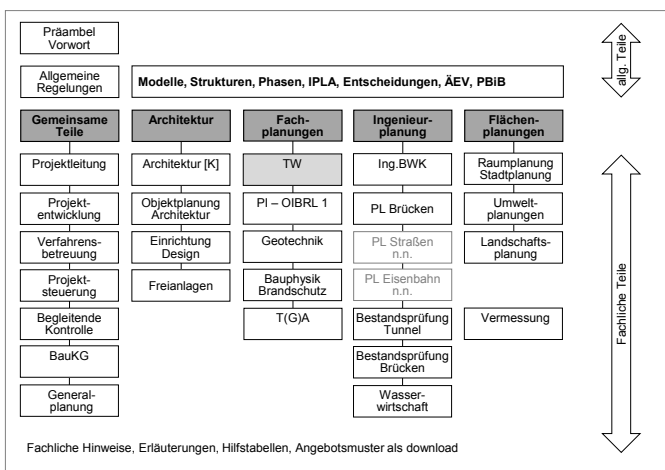 Präambel
Vorwort
allg. Teile
Allgemeine
Regelungen
Modelle, Strukturen, Phasen, IPLA, Entscheidungen, ÄEV, PBiB
Gemeinsame
Teile
Architektur
Fach-
planungen
Ingenieur-
planung
Flächen-
planungen
Projektleitung
Architektur [K]
TW
Ing.BWK
Raumplanung
Stadtplanung
Projekt-
entwicklung
Objektplanung
Architektur
PI – OIBRL 1
PL Brücken
Umwelt-
planungen
Verfahrens-
betreuung
Einrichtung
Design
Geotechnik
PL Straßen
n.n.
Landschafts-
planung
Projekt-
steuerung
Freianlagen
Bauphysik
Brandschutz
PL Eisenbahn
n.n.
Begleitende
Kontrolle
T(G)A
Bestandsprüfung
Tunnel
Vermessung
BauKG
Bestandsprüfung
Brücken
General-
planung
Wasser-
wirtschaft
Fachliche Teile
Fachliche Hinweise, Erläuterungen, Hilfstabellen, Angebotsmuster als download